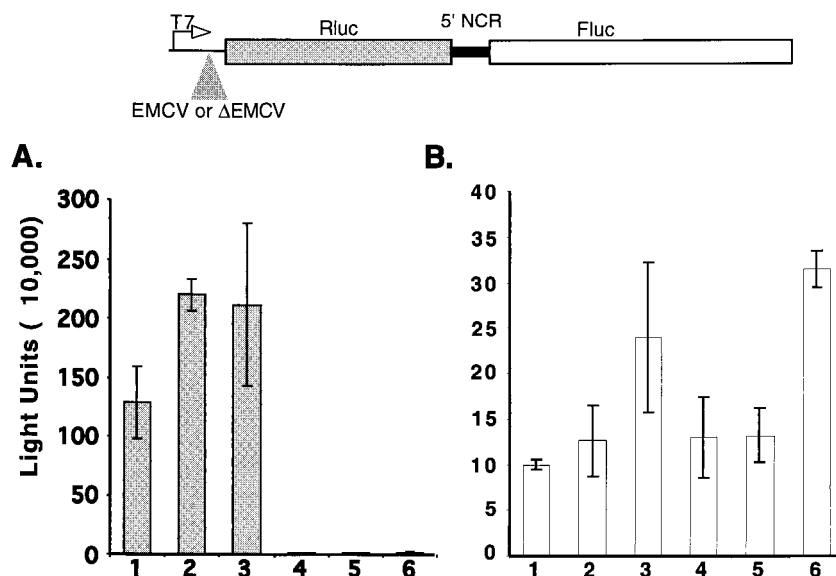 T7
Rluc
5' NCR
Fluc
EMCV or ΔEMCV
A.
B.
Light Units ( 10,000)
300
250
200
150
100
50
0
1 2 3 4 5 6
40
35
30
25
20
15
10
5
0
1 2 3 4 5 6